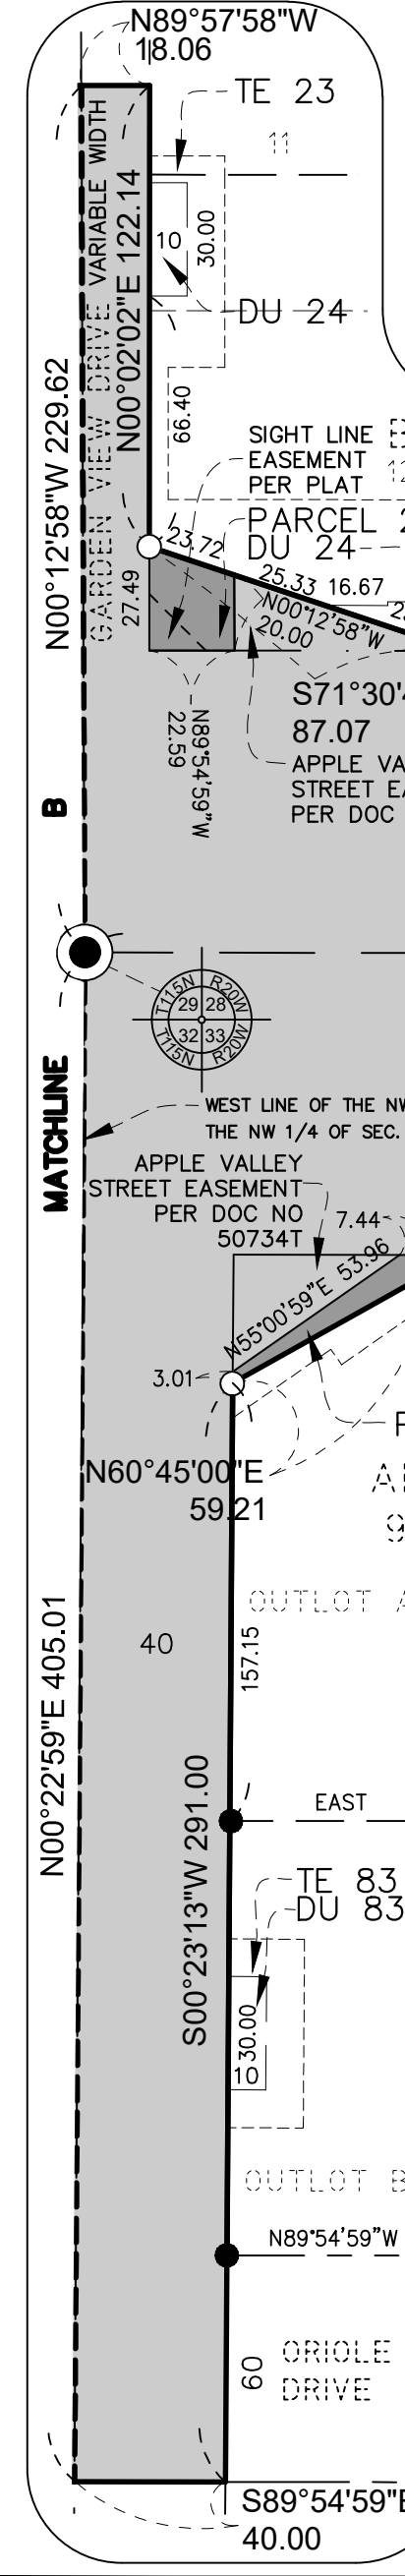 N89°57'58"W
18.06
TE 23
11
VARIABLE WIDTH
GARDEN VIEW DRIVE
N00°02'02"E 122.14
10
30.00
DU 24
66.40
N00°12'58"W 229.62
SIGHT LINE
EASEMENT
PER PLAT
PARCEL
DU 24
23.72
27.49
25.33
16.67
N00°12'58"W
20.00
S71°30'
87.07
N89°54'59"W
22.59
APPLE VA
STREET EA
PER DOC
B
T115N
R20W
29
28
32
33
T115N
R20W
MATCHLINE
WEST LINE OF THE NW
THE NW 1/4 OF SEC.
APPLE VALLEY
STREET EASEMENT
PER DOC NO
50734T
7.44
N55°00'59"E 53.96
3.01
N60°45'00"E
59.21
OUTLOT A
N00°22'59"E 405.01
40
157.15
S00°23'13"W 291.00
EAST
TE 83
DU 83
30.00
10
OUTLOT B
N89°54'59"W
60
ORIOLE
DRIVE
S89°54'59"E
40.00